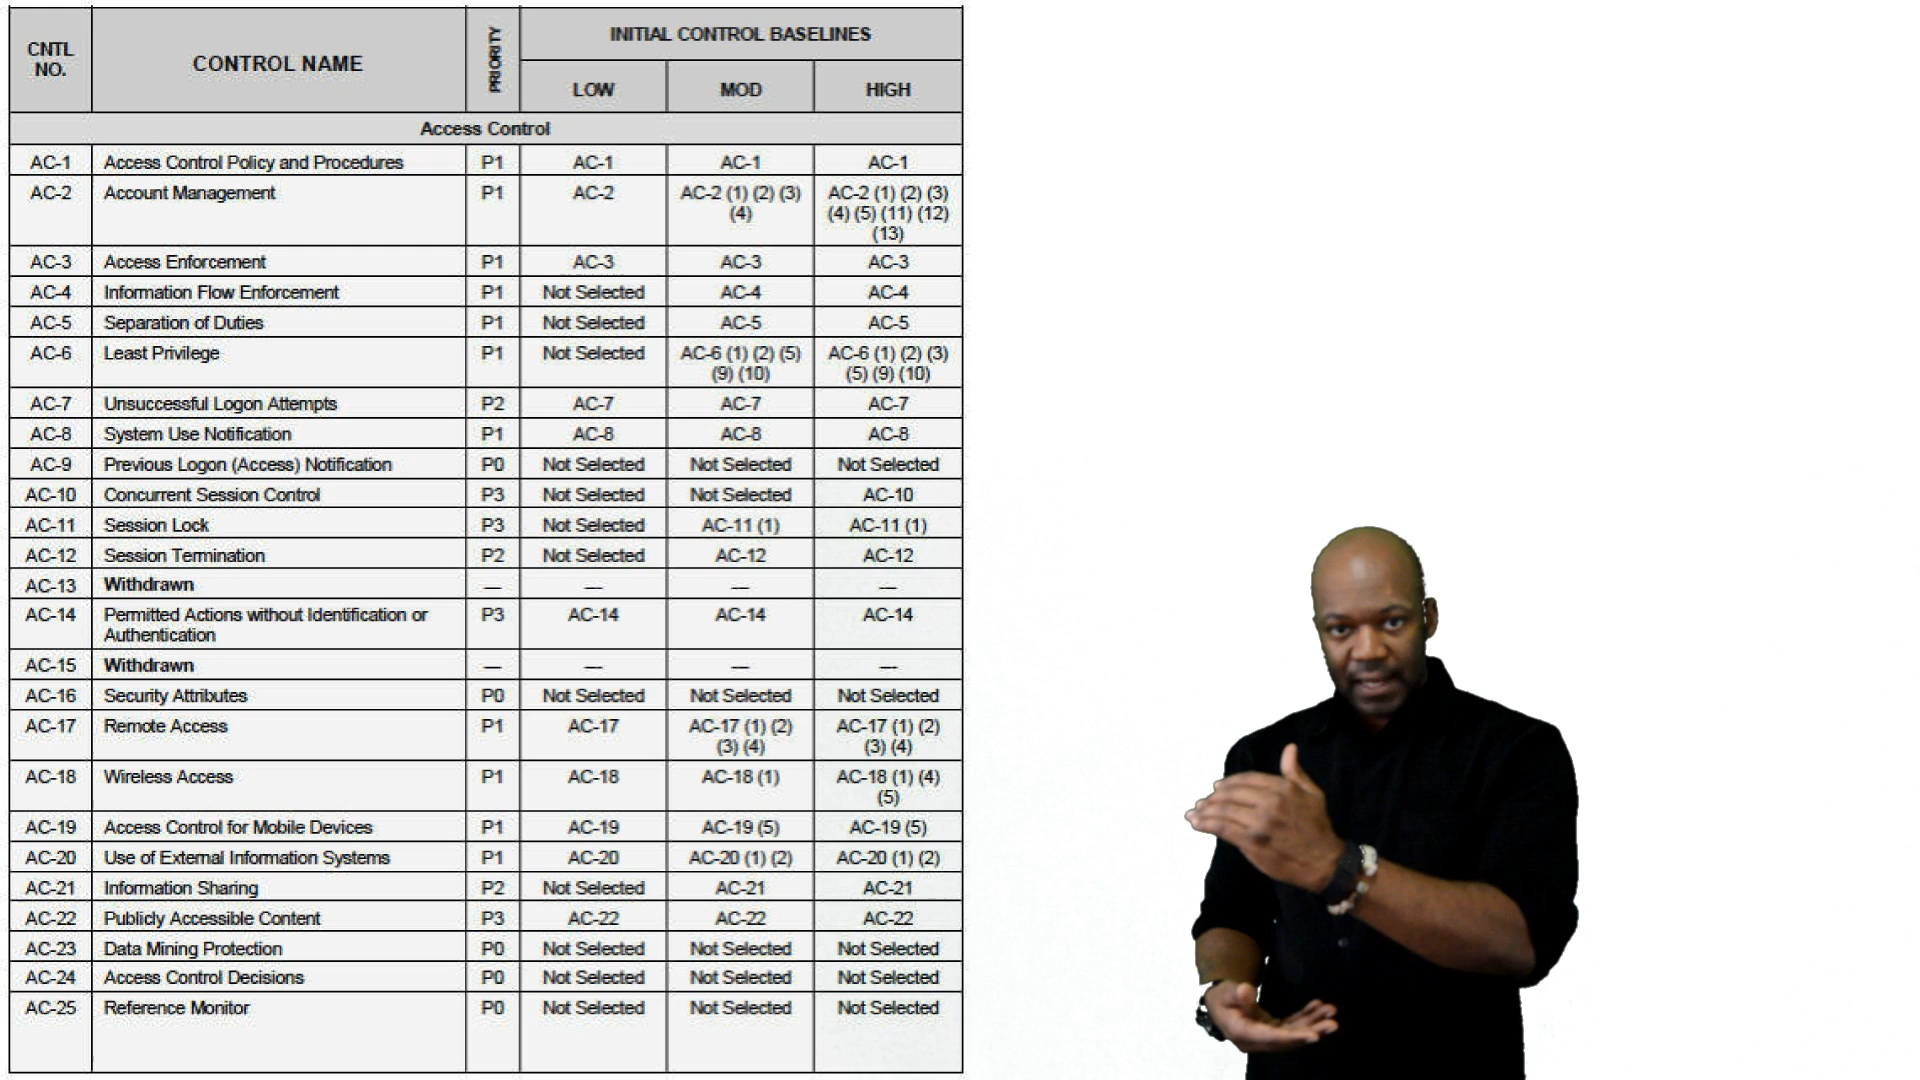 CNTL NO. CONTROL NAME PRIORITY INITIAL CONTROL BASELINES
LOW MOD HIGH
Access Control
AC-1 Access Control Policy and Procedures P1 AC-1 AC-1 AC-1
AC-2 Account Management P1 AC-2 AC-2 (1) (2) (3) AC-2 (1) (2) (3)
(4) (4) (5) (11) (12)
(13)
AC-3 Access Enforcement P1 AC-3 AC-3 AC-3
AC-4 Information Flow Enforcement P1 Not Selected AC-4 AC-4
AC-5 Separation of Duties P1 Not Selected AC-5 AC-5
AC-6 Least Privilege P1 Not Selected AC-6 (1) (2) (5) AC-6 (1) (2) (3)
(9) (10) (5) (9) (10)
AC-7 Unsuccessful Logon Attempts P2 AC-7 AC-7 AC-7
AC-8 System Use Notification P1 AC-8 AC-8 AC-8
AC-9 Previous Logon (Access) Notification P0 Not Selected Not Selected Not Selected
AC-10 Concurrent Session Control P3 Not Selected Not Selected AC-10
AC-11 Session Lock P3 Not Selected AC-11 (1) AC-11 (1)
AC-12 Session Termination P2 Not Selected AC-12 AC-12
AC-13 Withdrawn --- --- --- ---
AC-14 Permitted Actions without Identification or P3 AC-14 AC-14 AC-14
Authentication
AC-15 Withdrawn --- --- --- ---
AC-16 Security Attributes P0 Not Selected Not Selected Not Selected
AC-17 Remote Access P1 AC-17 AC-17 (1) (2) AC-17 (1) (2)
(3) (4) (3) (4)
AC-18 Wireless Access P1 AC-18 AC-18 (1) AC-18 (1) (4)
(5)
AC-19 Access Control for Mobile Devices P1 AC-19 AC-19 (5) AC-19 (5)
AC-20 Use of External Information Systems P1 AC-20 AC-20 (1) (2) AC-20 (1) (2)
AC-21 Information Sharing P2 Not Selected AC-21 AC-21
AC-22 Publicly Accessible Content P3 AC-22 AC-22 AC-22
AC-23 Data Mining Protection P0 Not Selected Not Selected Not Selected
AC-24 Access Control Decisions P0 Not Selected Not Selected Not Selected
AC-25 Reference Monitor P0 Not Selected Not Selected Not Selected